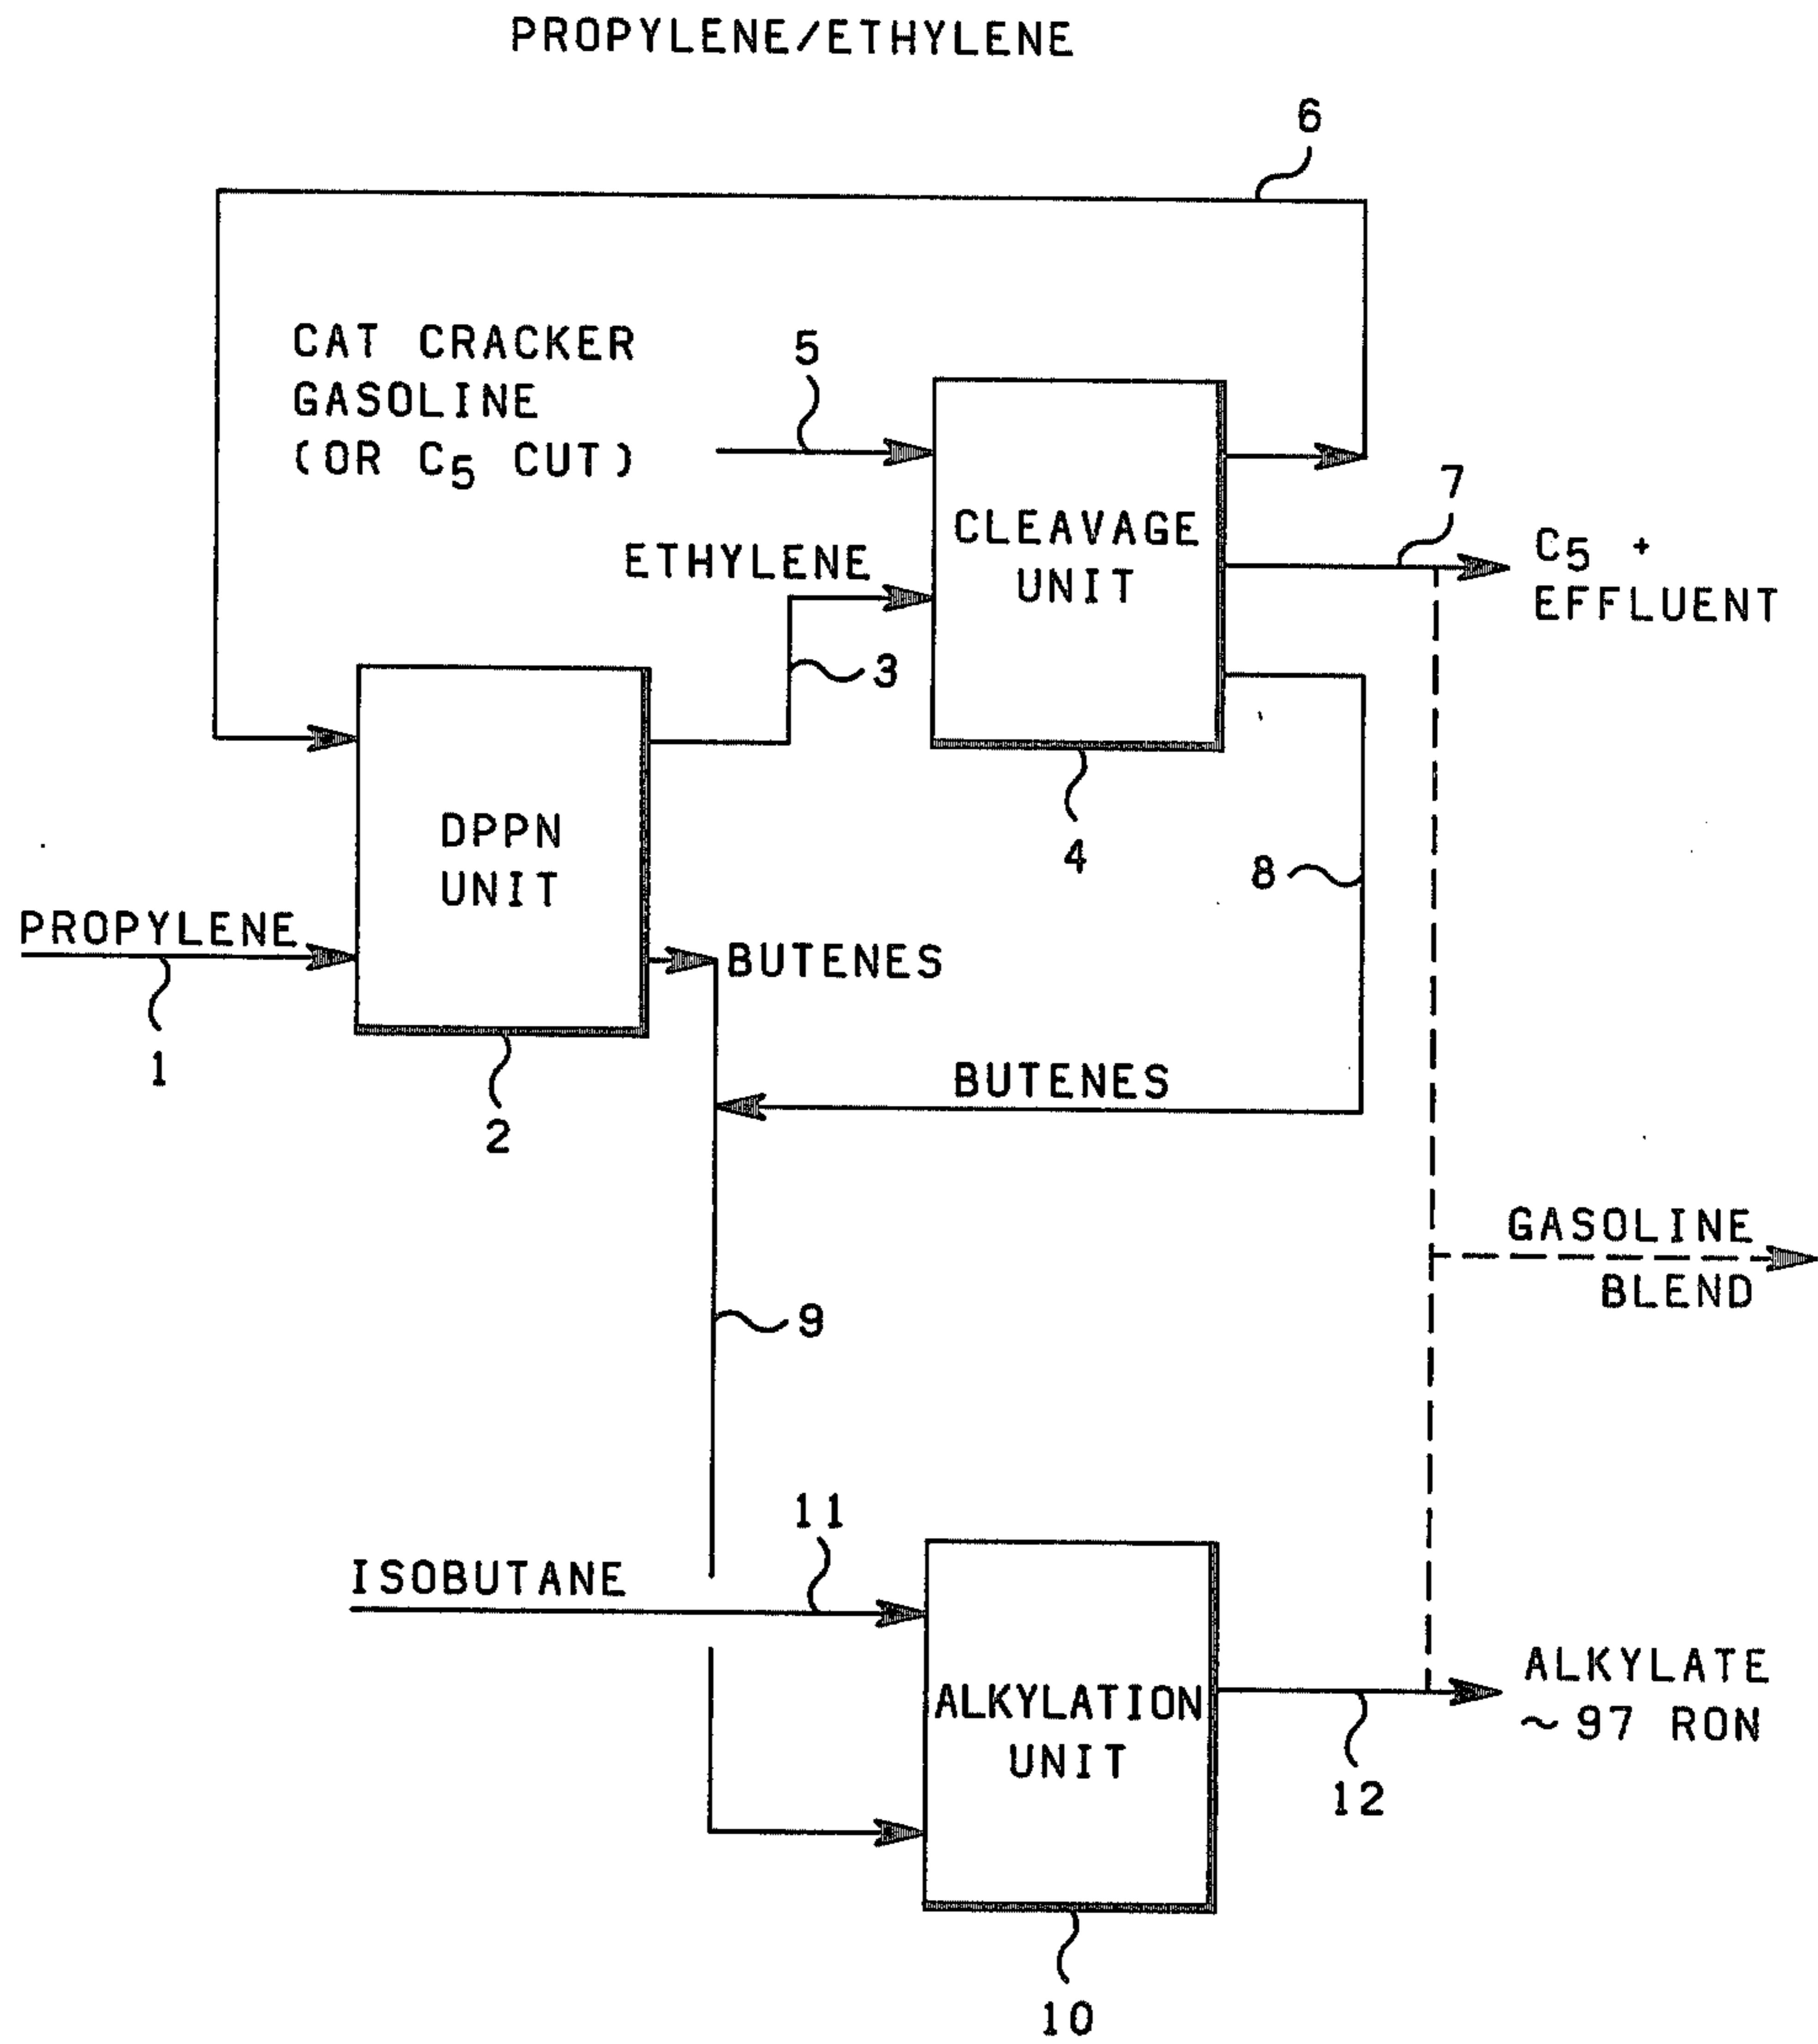 PROPYLENE/ETHYLENE
6
CAT CRACKER
GASOLINE
(OR C5 CUT)
5
7
CLEAVAGE
UNIT
C5 +
EFFLUENT
ETHYLENE
3
4
DPPN
UNIT
8
PROPYLENE
BUTENES
1
2
BUTENES
GASOLINE
BLEND
9
11
ISOBUTANE
ALKYLATION
UNIT
ALKYLATE
~97 RON
12
10